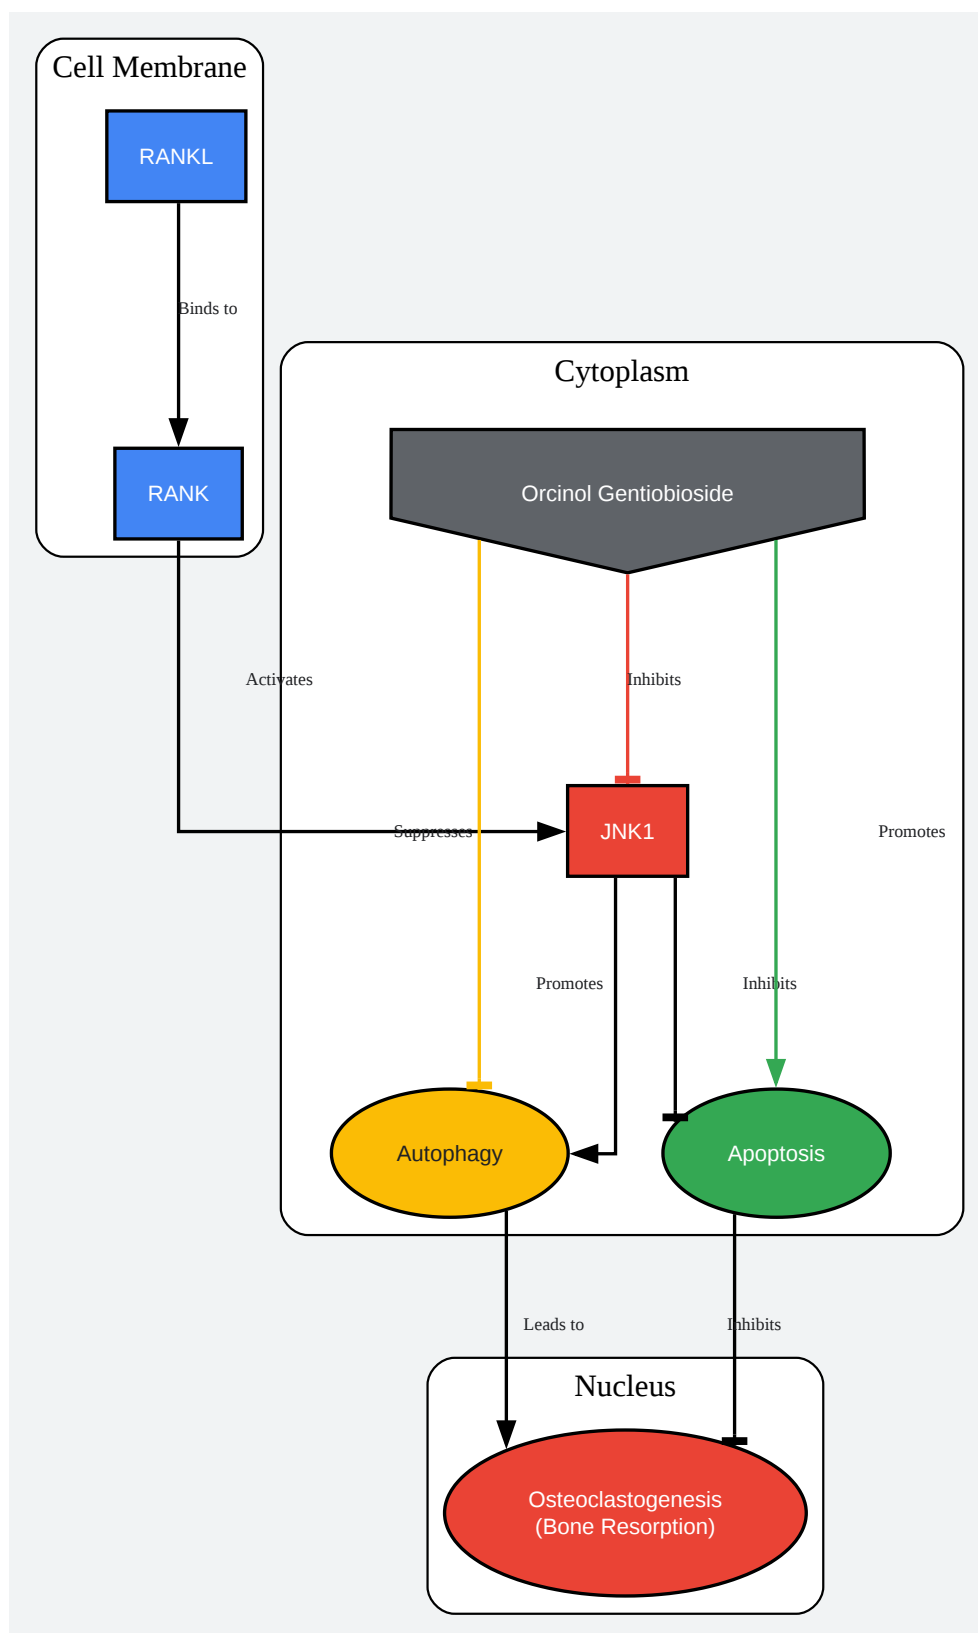 Cell Membrane
RANKL
Binds to
Cytoplasm
RANK
Orcinol Gentiobioside
Activates
Inhibits
Suppresses
JNK1
Promotes
Promotes
Inhibits
Autophagy
Apoptosis
Leads to
Inhibits
Nucleus
Osteoclastogenesis
(Bone Resorption)